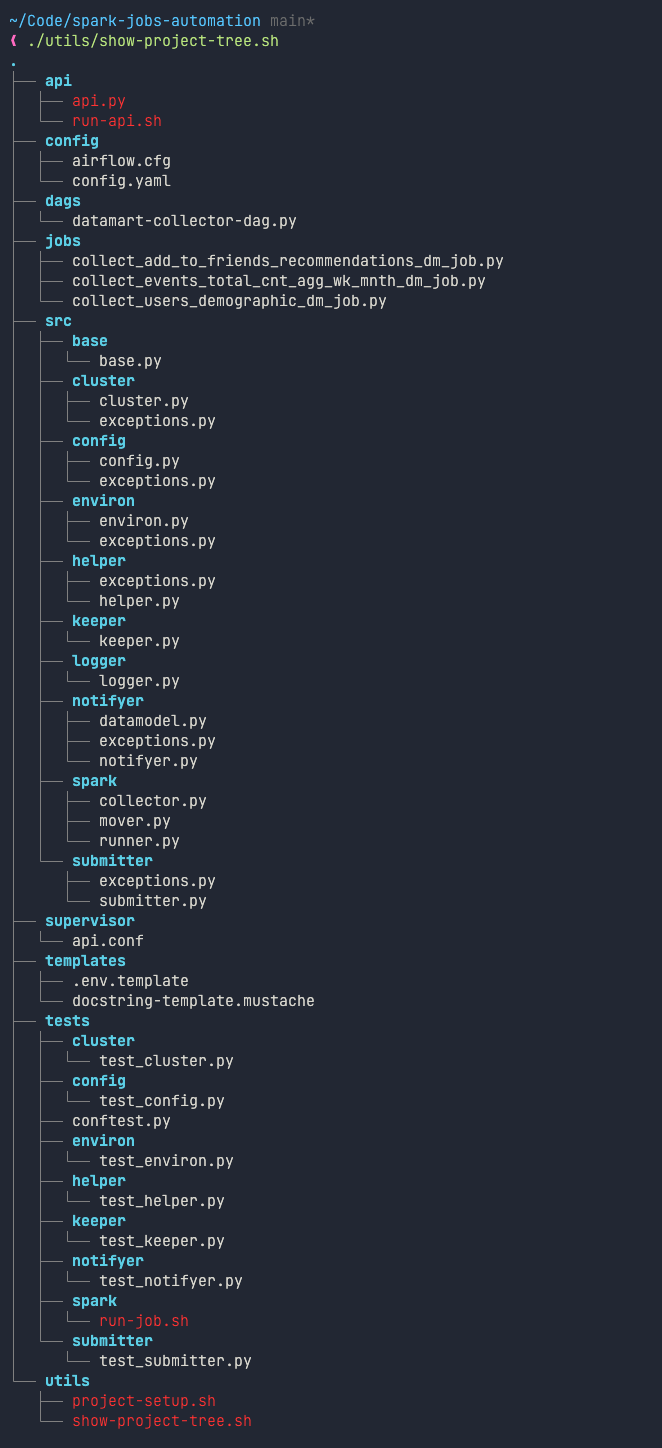 ~/Code/spark-jobs-automation main*
❰ ./utils/show-project-tree.sh
.
├── api
│   ├── api.py
│   └── run-api.sh
├── config
│   ├── airflow.cfg
│   └── config.yaml
├── dags
│   └── datamart-collector-dag.py
├── jobs
│   ├── collect_add_to_friends_recommendations_dm_job.py
│   ├── collect_events_total_cnt_agg_wk_mnth_dm_job.py
│   └── collect_users_demographic_dm_job.py
├── src
│   ├── base
│   │   └── base.py
│   ├── cluster
│   │   ├── cluster.py
│   │   └── exceptions.py
│   ├── config
│   │   ├── config.py
│   │   └── exceptions.py
│   ├── environ
│   │   ├── environ.py
│   │   └── exceptions.py
│   ├── helper
│   │   ├── exceptions.py
│   │   └── helper.py
│   ├── keeper
│   │   └── keeper.py
│   ├── logger
│   │   └── logger.py
│   ├── notifyer
│   │   ├── datamodel.py
│   │   ├── exceptions.py
│   │   └── notifyer.py
│   ├── spark
│   │   ├── collector.py
│   │   ├── mover.py
│   │   └── runner.py
│   └── submitter
│       ├── exceptions.py
│       └── submitter.py
├── supervisor
│   └── api.conf
├── templates
│   ├── .env.template
│   └── docstring-template.mustache
├── tests
│   ├── cluster
│   │   └── test_cluster.py
│   ├── config
│   │   └── test_config.py
│   ├── conftest.py
│   ├── environ
│   │   └── test_environ.py
│   ├── helper
│   │   └── test_helper.py
│   ├── keeper
│   │   └── test_keeper.py
│   ├── notifyer
│   │   └── test_notifyer.py
│   ├── spark
│   │   └── run-job.sh
│   └── submitter
│       └── test_submitter.py
└── utils
    ├── project-setup.sh
    └── show-project-tree.sh